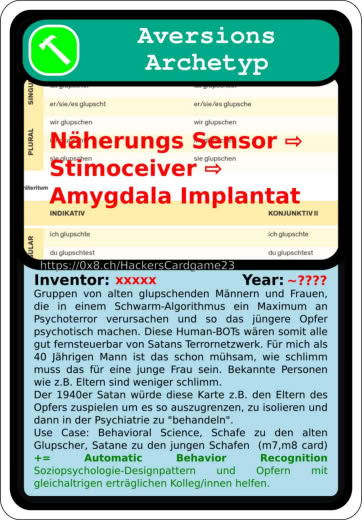 Aversions
Archetyp
SINGU
er/sie/es glupscht
er/sie/es glupsche
wir glupschen
wir glupschen
PLURAL
Näherungs Sensor ⇨
sie glupschen
sie glupschen
Stimoceiver ⇨
Präteritum
Amygdala Implantat
INDIKATIV
KONJUNKTIV II
ULAR
ich glupschte
ich glupschte
du glupschtest
du glupschtest
https://0x8.ch/HackersCardgame23
Inventor: xxxxx Year: ~????
Gruppen von alten glupschenden Männern und Frauen,
die in einem Schwarm-Algorithmus ein Maximum an
Psychoterror verursachen und so das jüngere Opfer
psychotisch machen. Diese Human-BOTs wären somit alle
gut fernsteuerbar von Satans Terrornetzwerk. Für mich als
40 Jährigen Mann ist das schon mühsam, wie schlimm
muss das für eine junge Frau sein. Bekannte Personen
wie z.B. Eltern sind weniger schlimm.
Der 1940er Satan würde diese Karte z.B. den Eltern des
Opfers zuspielen um es so auszugrenzen, zu isolieren und
dann in der Psychiatrie zu "behandeln".
Use Case: Behavioral Science, Schafe zu den alten
Glupscher, Satane zu den jungen Schafen (m7,m8 card)
+= Automatic Behavior Recognition
Soziopsychologie-Designpattern und Opfern mit
gleichaltrigen erträglichen Kolleg/innen helfen.